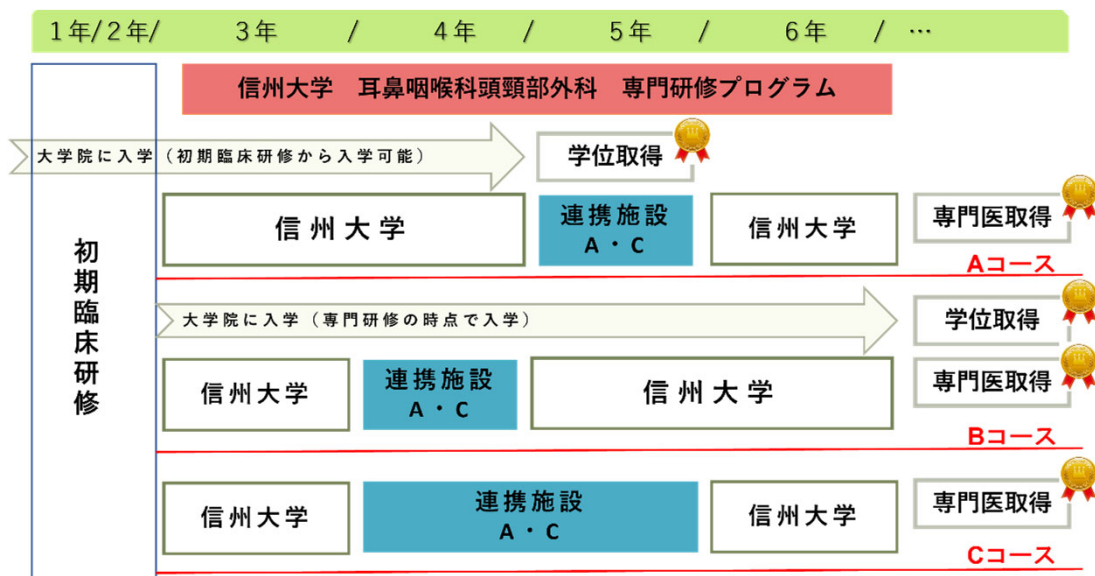 1年/2年/ 3年 / 4年 / 5年 / 6年 / …
信州大学 耳鼻咽喉科頭頸部外科 専門研修プログラム
初期臨床研修
大学院に入学（初期臨床研修から入学可能）
学位取得
信州大学
連携施設
A・C
信州大学
専門医取得
Aコース
大学院に入学（専門研修の時点で入学）
学位取得
信州大学
連携施設
A・C
信州大学
専門医取得
Bコース
信州大学
連携施設
A・C
信州大学
専門医取得
Cコース